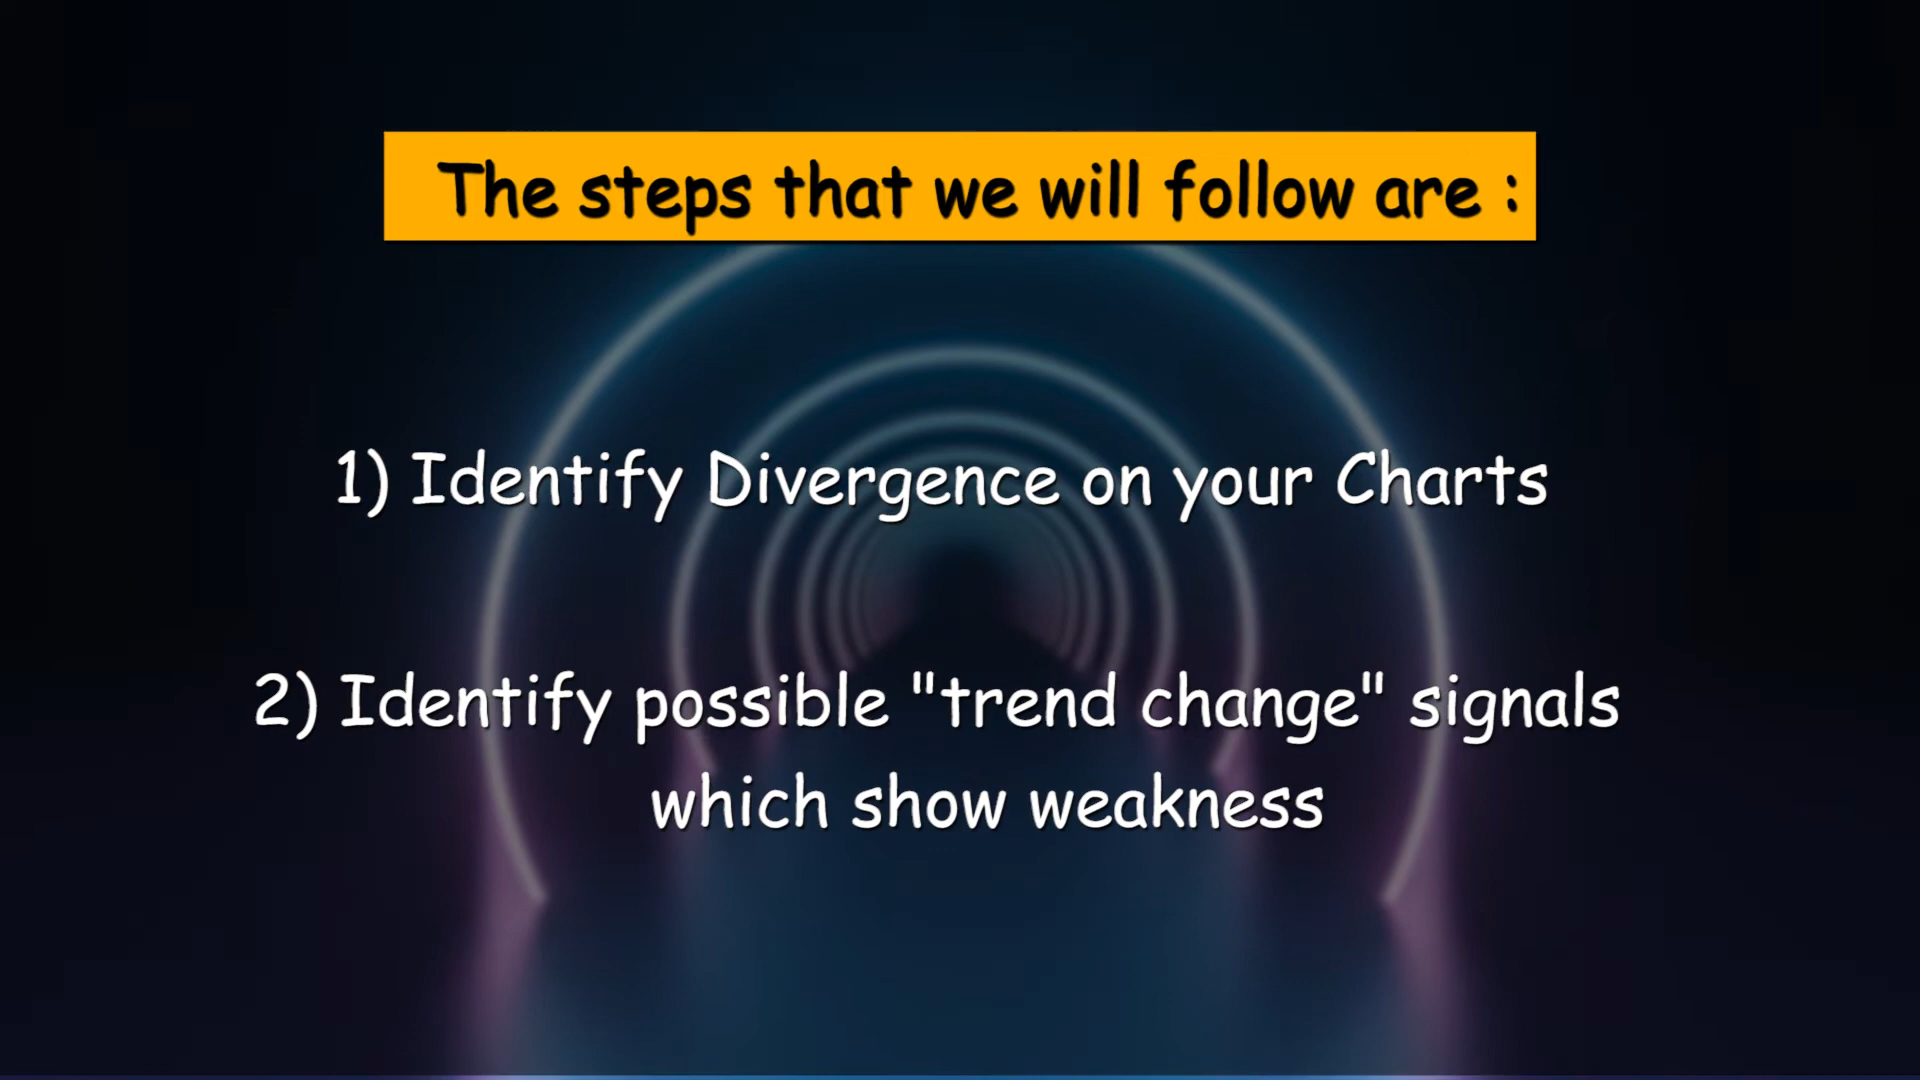 The steps that we will follow are :
1) Identify Divergence on your Charts
2) Identify possible "trend change" signals
which show weakness